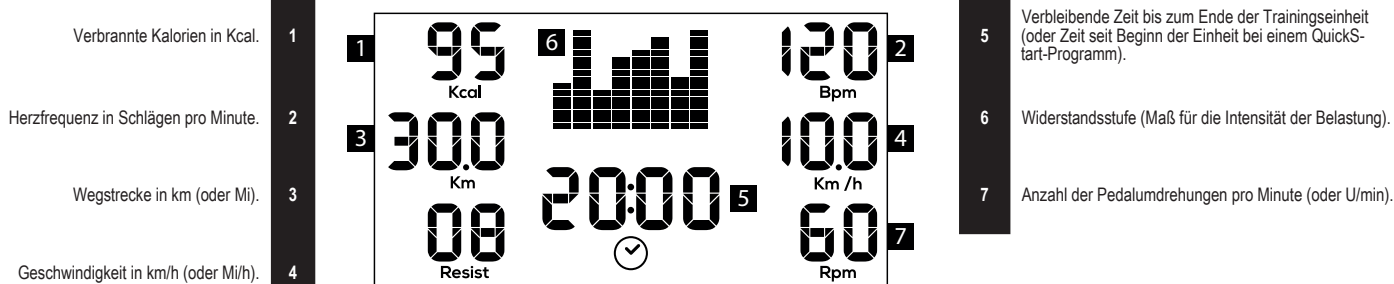 Verbrannte Kalorien in Kcal. 1
Herzfrequenz in Schlägen pro Minute. 2
Wegstrecke in km (oder Mi). 3
Geschwindigkeit in km/h (oder Mi/h). 4
1 95
Kcal
6
120 2
Bpm
3 30.0
Km
10.0 4
Km /h
20:00 5
08
Resist
60 7
Rpm
5 Verbleibende Zeit bis zum Ende der Trainingseinheit
(oder Zeit seit Beginn der Einheit bei einem QuickS-
tart-Programm).
6 Widerstandsstufe (Maß für die Intensität der Belastung).
7 Anzahl der Pedalumdrehungen pro Minute (oder U/min).